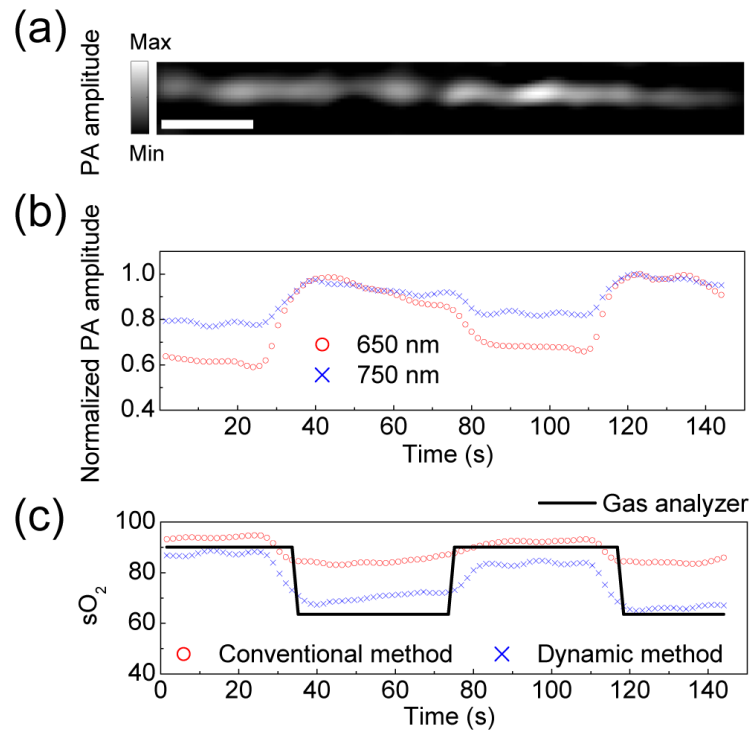 (a)
PA amplitude
Max
Min
(b)
Normalized PA amplitude
1.0
0.8
0.6
0.4
650 nm
750 nm
20 40 60 80 100 120 140
Time (s)
(c)
Gas analyzer
sO₂
100
80
60
40
Conventional method Dynamic method
0 20 40 60 80 100 120 140
Time (s)